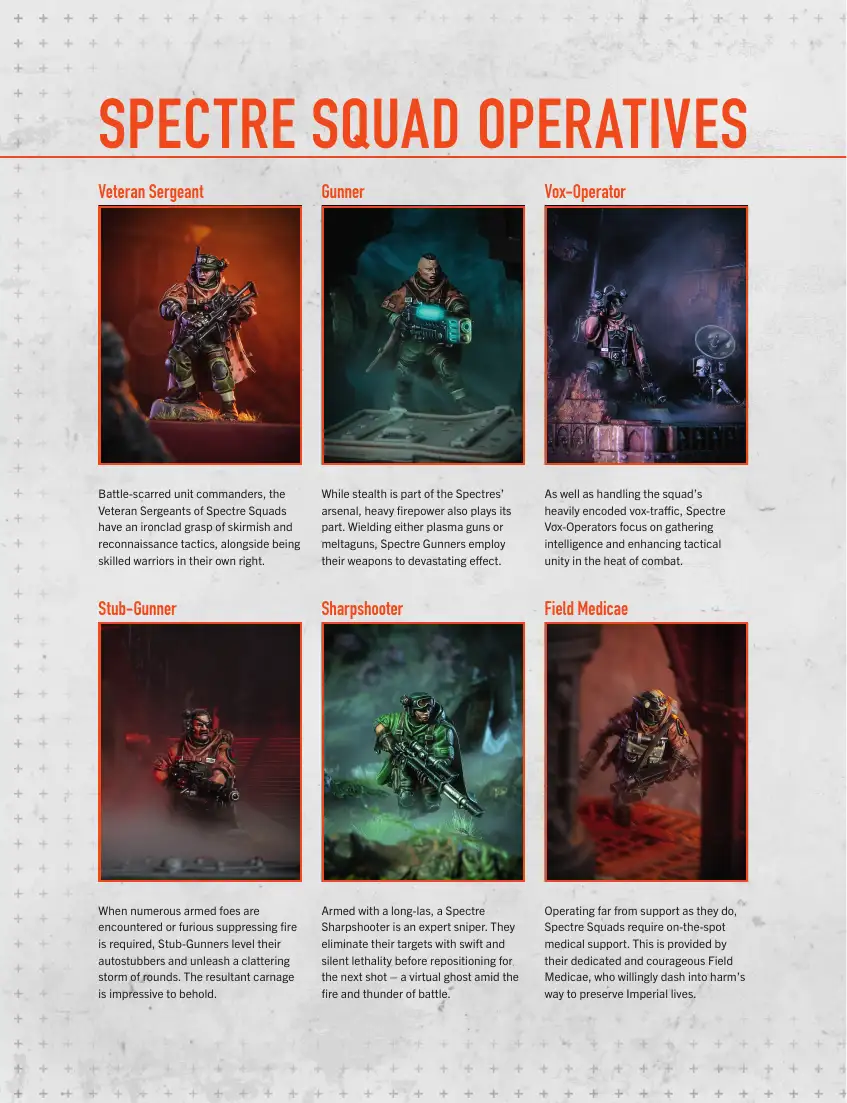 SPECTRE SQUAD OPERATIVES
Veteran Sergeant
Battle-scarred unit commanders, the
Veteran Sergeants of Spectre Squads
have an ironclad grasp of skirmish and
reconnaissance tactics, alongside being
skilled warriors in their own right.
Gunner
While stealth is part of the Spectres’
arsenal, heavy firepower also plays its
part. Wielding either plasma guns or
meltaguns, Spectre Gunners employ
their weapons to devastating effect.
Vox-Operator
As well as handling the squad’s
heavily encoded vox-traffic, Spectre
Vox-Operators focus on gathering
intelligence and enhancing tactical
unity in the heat of combat.
Stub-Gunner
When numerous armed foes are
encountered or furious suppressing fire
is required, Stub-Gunners level their
autostubbers and unleash a clattering
storm of rounds. The resultant carnage
is impressive to behold.
Sharpshooter
Armed with a long-las, a Spectre
Sharpshooter is an expert sniper. They
eliminate their targets with swift and
silent lethality before repositioning for
the next shot – a virtual ghost amid the
fire and thunder of battle.
Field Medicae
Operating far from support as they do,
Spectre Squads require on-the-spot
medical support. This is provided by
their dedicated and courageous Field
Medicae, who willingly dash into harm’s
way to preserve Imperial lives.